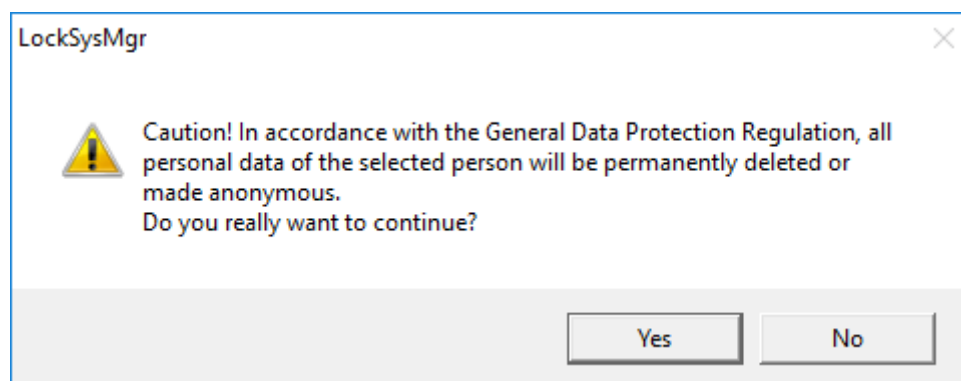 LockSysMgr
Caution! In accordance with the General Data Protection Regulation, all
personal data of the selected person will be permanently deleted or
made anonymous.
Do you really want to continue?
Yes
No